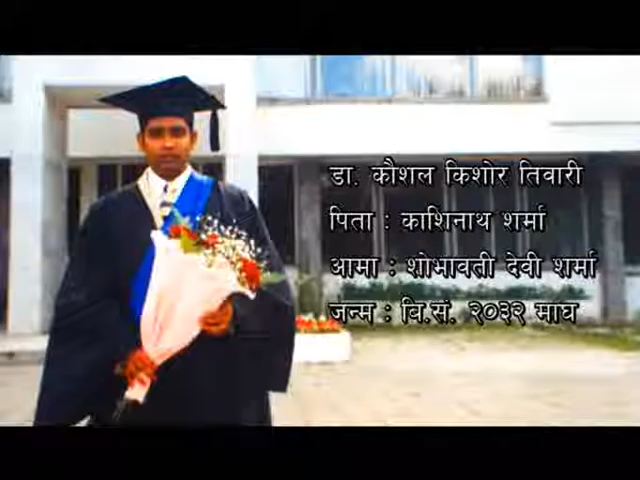 डा. कौशल किशोर तिवारी
पिता : काशिनाथ शर्मा
आमा : शोभावती देवी शर्मा
जन्म : वि.सं. २०३२ माघ